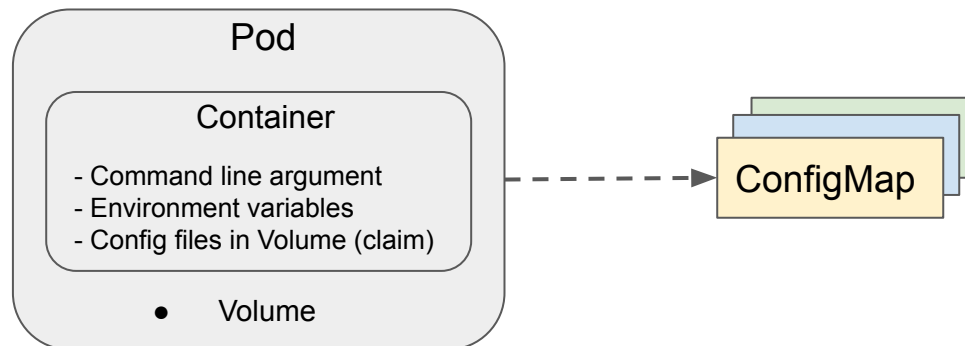 Pod
Container
- Command line argument
- Environment variables
- Config files in Volume (claim)
● Volume
ConfigMap